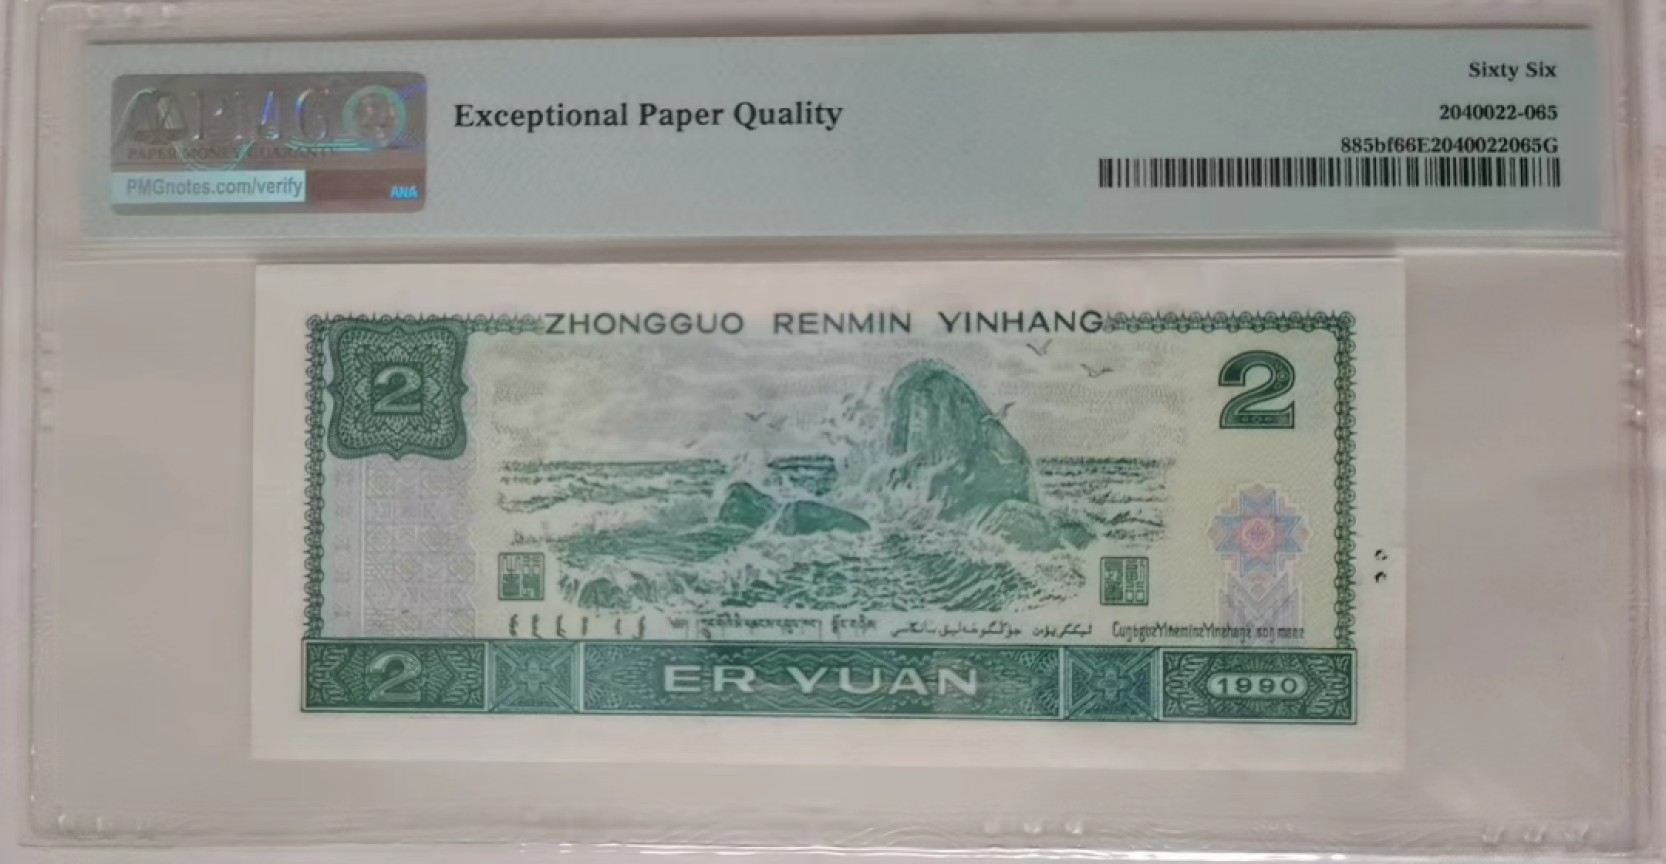 PMG
PAPER MONEY GUARANTY
PMGnotes.com/verify
ANA
Exceptional Paper Quality
Sixty Six
2040022-065
885bf66E2040022065G
ZHONGGUO RENMIN YINHANG
2
2
2 ER YUAN 1990